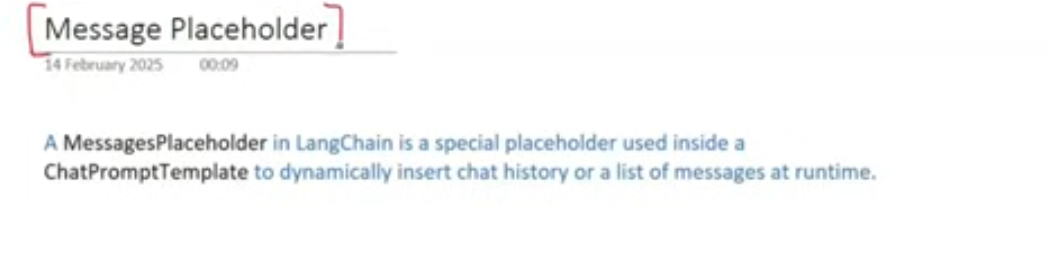 Message Placeholder
14 February 2025 00:09
A MessagesPlaceholder in LangChain is a special placeholder used inside a
ChatPromptTemplate to dynamically insert chat history or a list of messages at runtime.